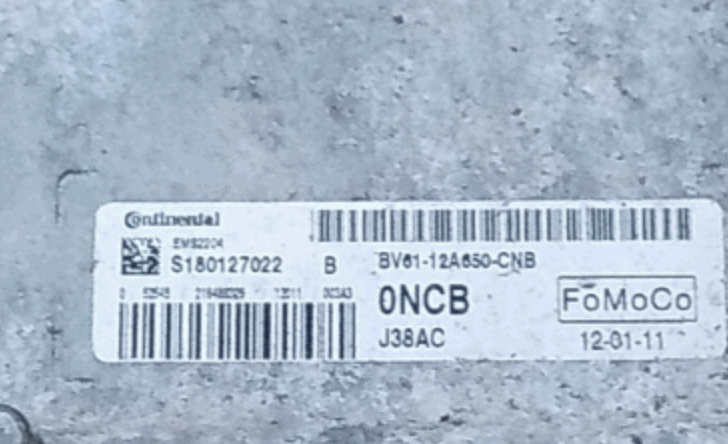 Continental
EMS2204
S180127022 B BV61-12A650-CNB
0NCB FoMoCo
J38AC 12-01-11